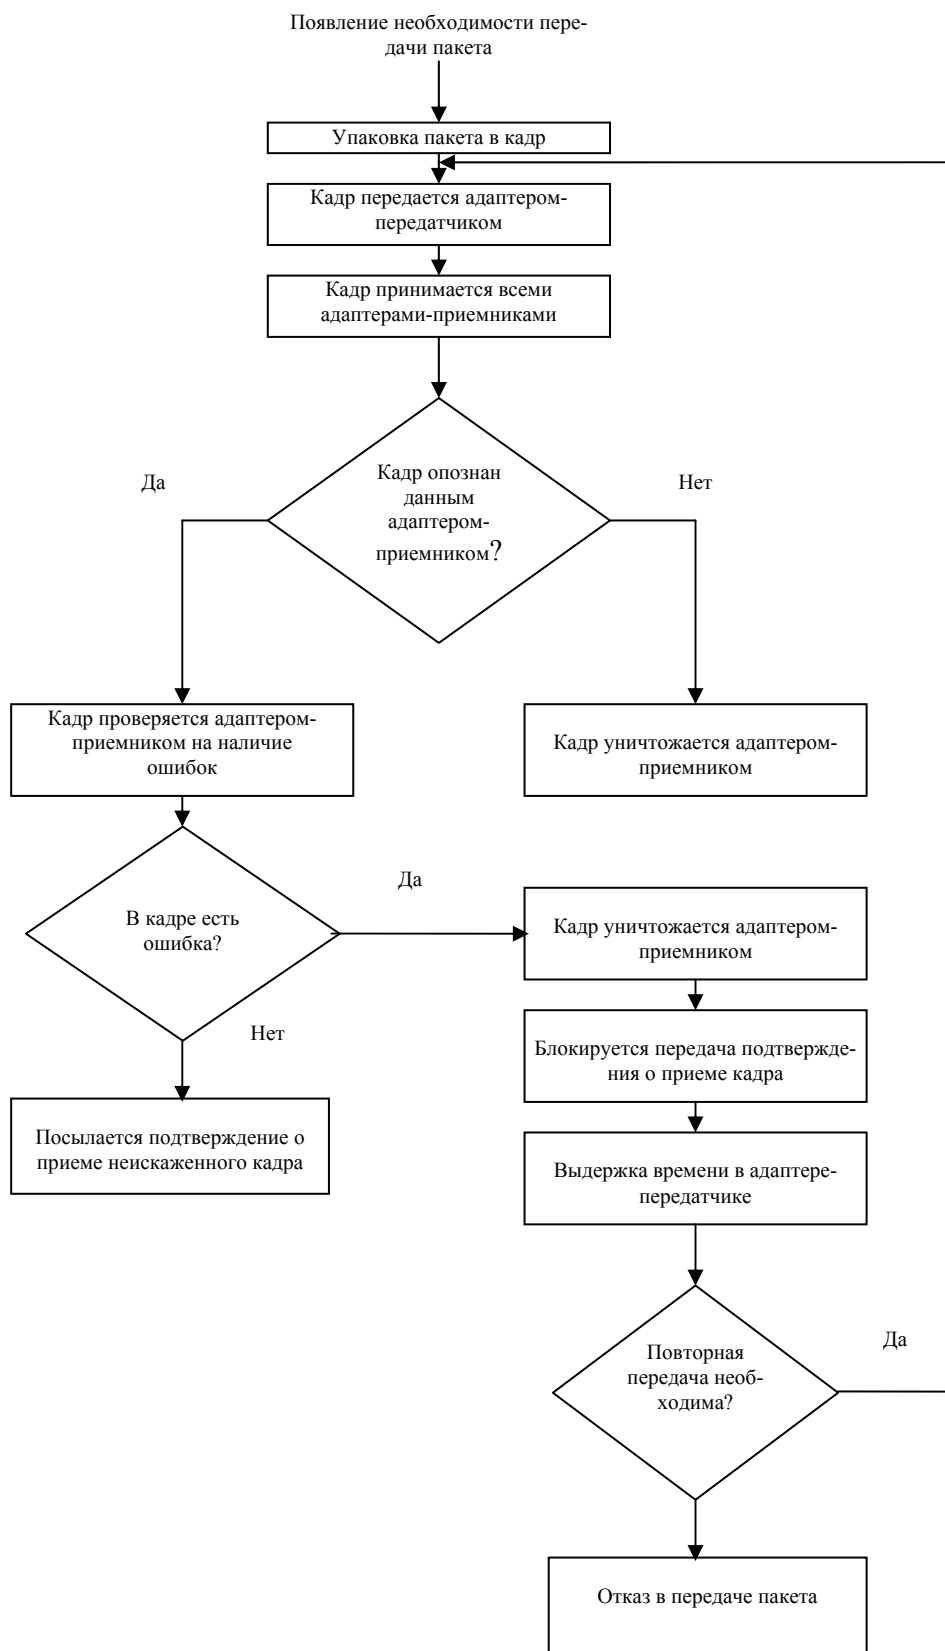 Появление необходимости пере-
дачи пакета
Упаковка пакета в кадр
Кадр передается адаптером-
передатчиком
Кадр принимается всеми
адаптерами-приемниками
Кадр опознан
данным
адаптером-
приемником?
Да
Нет
Кадр проверяется адаптером-
приемником на наличие
ошибок
Кадр уничтожается адаптером-
приемником
В кадре есть
ошибка?
Да
Нет
Кадр уничтожается адаптером-
приемником
Блокируется передача подтвержде-
ния о приеме кадра
Посылается подтверждение о
приеме неискаженного кадра
Выдержка времени в адаптере-
передатчике
Повторная
передача необ-
ходима?
Да
Отказ в передаче пакета